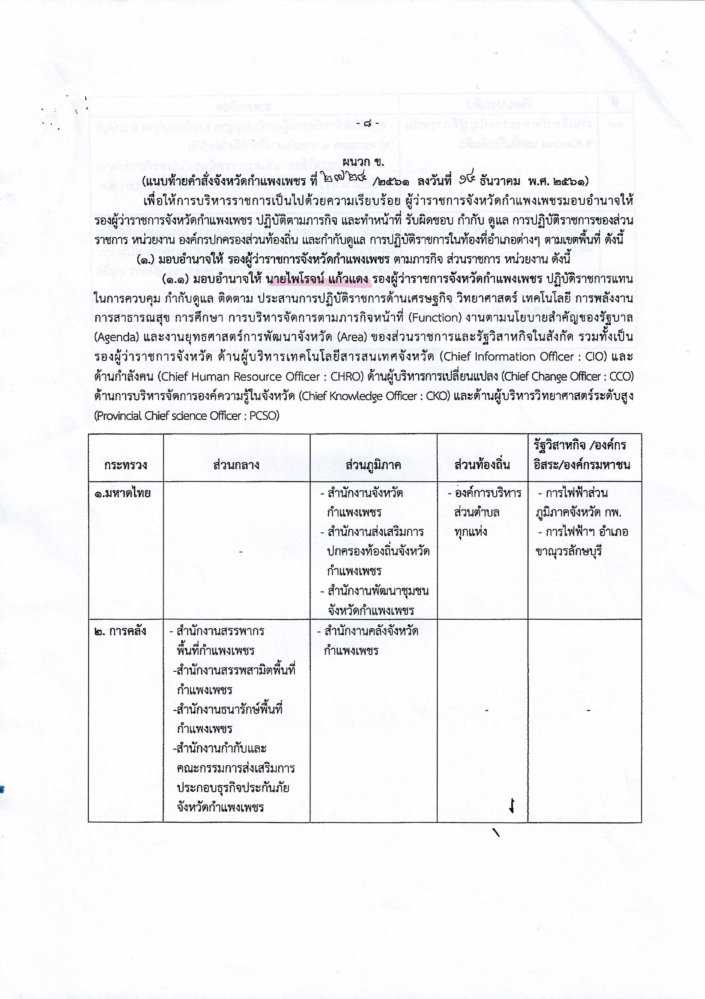 - ๘ -
ผนวก ข.
(แนบท้ายคำสั่งจังหวัดกำแพงเพชร ที่ ๒๗๒๔ /๒๕๖๑ ลงวันที่ ๑๔ ธันวาคม พ.ศ. ๒๕๖๑)
เพื่อให้การบริหารราชการเป็นไปด้วยความเรียบร้อย ผู้ว่าราชการจังหวัดกำแพงเพชรมอบอำนาจให้
รองผู้ว่าราชการจังหวัดกำแพงเพชร ปฏิบัติตามภารกิจ และทำหน้าที่ รับผิดชอบ กำกับ ดูแล การปฏิบัติราชการของส่วน
ราชการ หน่วยงาน องค์กรปกครองส่วนท้องถิ่น และกำกับดูแล การปฏิบัติราชการในท้องที่อำเภอต่างๆ ตามเขตพื้นที่ ดังนี้
(๑.) มอบอำนาจให้ รองผู้ว่าราชการจังหวัดกำแพงเพชร ตามภารกิจ ส่วนราชการ หน่วยงาน ดังนี้
(๑.๑) มอบอำนาจให้ นายไพโรจน์ แก้วแดง รองผู้ว่าราชการจังหวัดกำแพงเพชร ปฏิบัติราชการแทน
ในการควบคุม กำกับดูแล ติดตาม ประสานการปฏิบัติราชการด้านเศรษฐกิจ วิทยาศาสตร์ เทคโนโลยี การพลังงาน
การสาธารณสุข การศึกษา การบริหารจัดการตามภารกิจหน้าที่ (Function) งานตามนโยบายสำคัญของรัฐบาล
(Agenda) และงานยุทธศาสตร์การพัฒนาจังหวัด (Area) ของส่วนราชการและรัฐวิสาหกิจในสังกัด รวมทั้งเป็น
รองผู้ว่าราชการจังหวัด ด้านผู้บริหารเทคโนโลยีสารสนเทศจังหวัด (Chief Information Officer : CIO) และ
ด้านกำลังคน (Chief Human Resource Officer : CHRO) ด้านผู้บริหารการเปลี่ยนแปลง (Chief Change Officer : CCO)
ด้านการบริหารจัดการองค์ความรู้ในจังหวัด (Chief Knowledge Officer : CKO) และด้านผู้บริหารวิทยาศาสตร์ระดับสูง
(Provincial Chief science Officer : PCSO)
กระทรวง
ส่วนกลาง
ส่วนภูมิภาค
ส่วนท้องถิ่น
รัฐวิสาหกิจ /องค์กร
อิสระ/องค์กรมหาชน
๑.มหาดไทย
-
- สำนักงานจังหวัด
กำแพงเพชร
- สำนักงานส่งเสริมการ
ปกครองท้องถิ่นจังหวัด
กำแพงเพชร
- สำนักงานพัฒนาชุมชน
จังหวัดกำแพงเพชร
- องค์การบริหาร
ส่วนตำบล
ทุกแห่ง
- การไฟฟ้าส่วน
ภูมิภาคจังหวัด กพ.
- การไฟฟ้าฯ อำเภอ
ขาณุวรลักษบุรี
๒. การคลัง
- สำนักงานสรรพากร
พื้นที่กำแพงเพชร
-สำนักงานสรรพสามิตพื้นที่
กำแพงเพชร
-สำนักงานธนารักษ์พื้นที่
กำแพงเพชร
-สำนักงานกำกับและ
คณะกรรมการส่งเสริมการ
ประกอบธุรกิจประกันภัย
จังหวัดกำแพงเพชร
- สำนักงานคลังจังหวัด
กำแพงเพชร
-
-